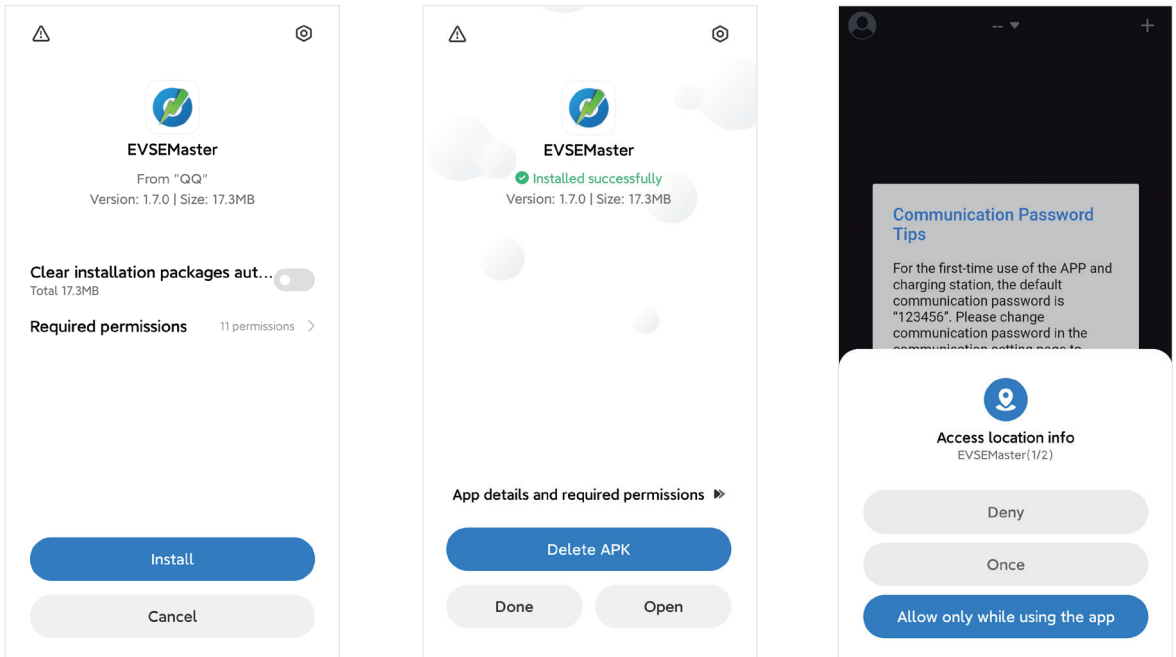 EVSEMaster
From "QQ"
Version: 1.7.0 | Size: 17.3MB
Clear installation packages aut...
Total 17.3MB
Required permissions 11 permissions
Install
Cancel
EVSEMaster
Installed successfully
Version: 1.7.0 | Size: 17.3MB
App details and required permissions
Delete APK
Done Open
--
Communication Password
Tips
For the first-time use of the APP and
charging station, the default
communication password is
“123456”. Please change
communication password in the
communication setting page to
Access location info
EVSEMaster(1/2)
Deny
Once
Allow only while using the app